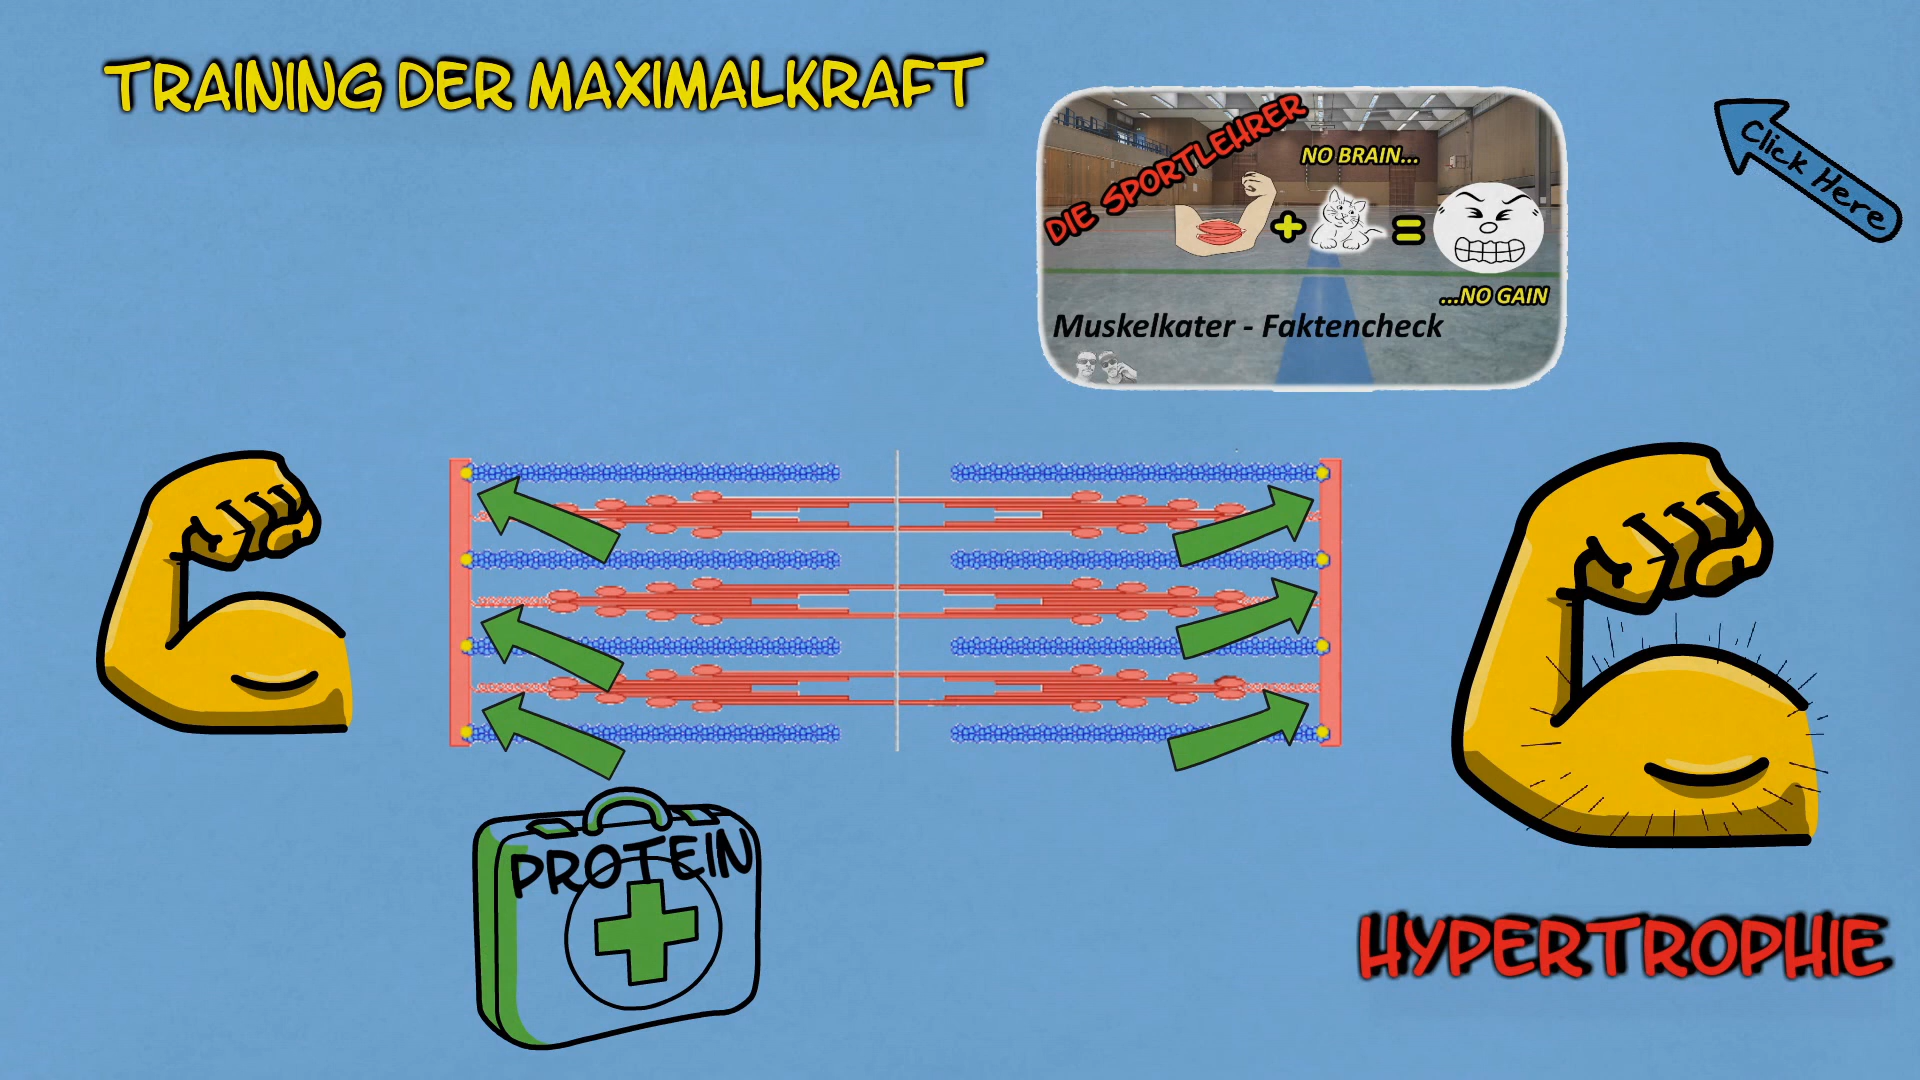 TRAINING DER MAXIMALKRAFT
DIE SPORTLEHRER
NO BRAIN...
+
=
...NO GAIN
Muskelkater - Faktencheck
Click Here
PROTEIN
HYPERTROPHIE